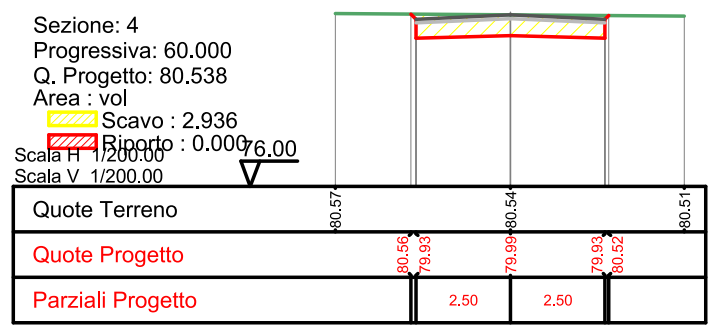 Sezione: 4
Progressiva: 60.000
Q. Progetto: 80.538
Area : vol
Scavo : 2.936
Riporto : 0.000
Scala H 1/200.00
Scala V 1/200.00
76.00
Quote Terreno
80.57 80.54 80.51
Quote Progetto
80.56 79.93 79.99 79.93 80.52
Parziali Progetto
2.50 2.50